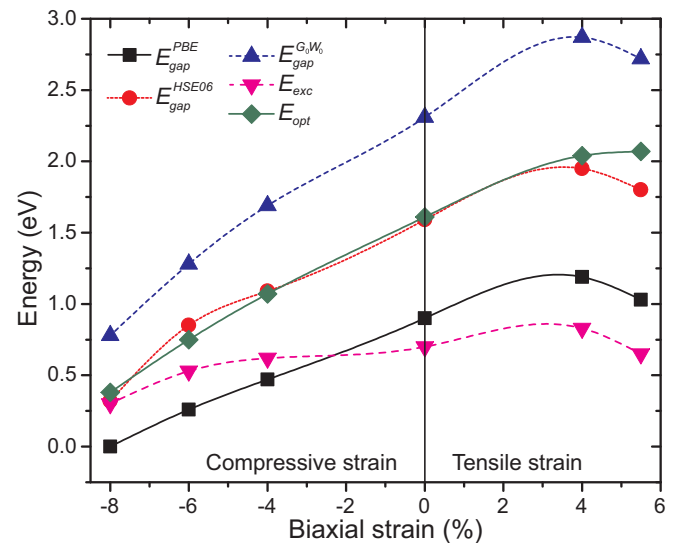 3.0
2.5
2.0
1.5
1.0
0.5
0.0
Energy (eV)
E_gap^PBE
E_gap^HSE06
E_gap^G₀W₀
E_exc
E_opt
Compressive strain
Tensile strain
-8 -6 -4 -2 0 2 4 6
Biaxial strain (%)